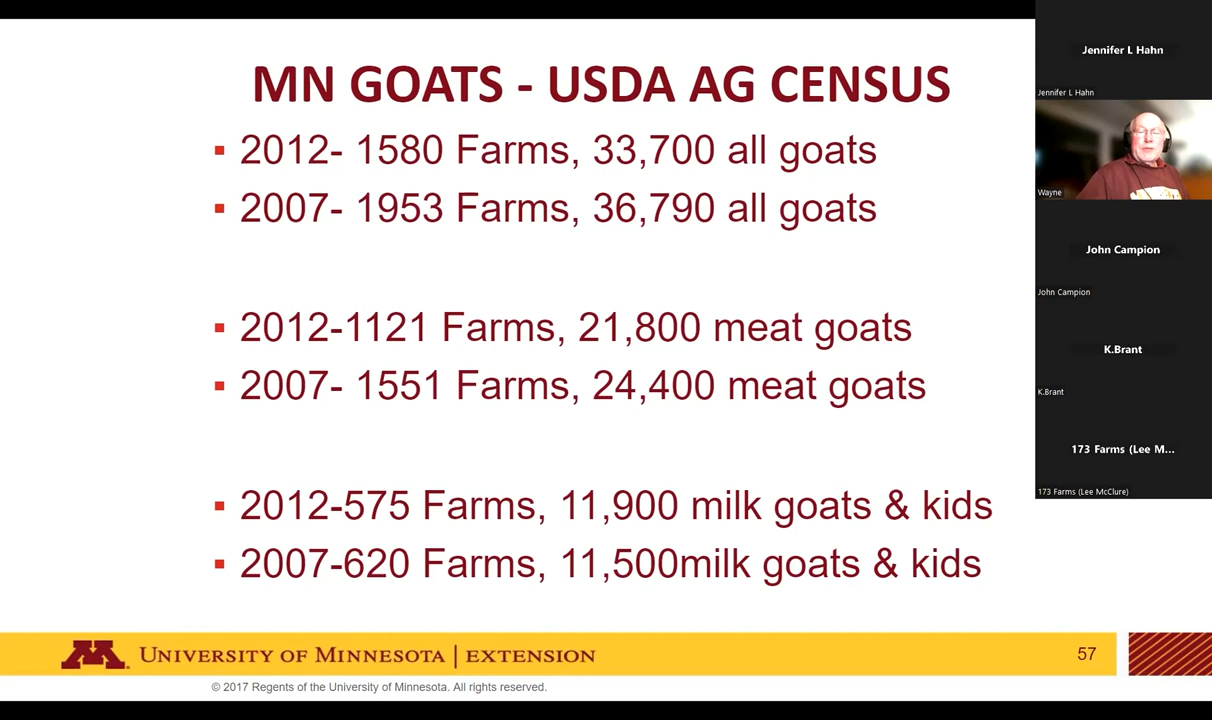 MN GOATS - USDA AG CENSUS
▪ 2012- 1580 Farms, 33,700 all goats
▪ 2007- 1953 Farms, 36,790 all goats
▪ 2012-1121 Farms, 21,800 meat goats
▪ 2007- 1551 Farms, 24,400 meat goats
▪ 2012-575 Farms, 11,900 milk goats & kids
▪ 2007-620 Farms, 11,500milk goats & kids
M
UNIVERSITY OF MINNESOTA | EXTENSION
57
© 2017 Regents of the University of Minnesota. All rights reserved.
Jennifer L Hahn
Jennifer L Hahn
Wayne
John Campion
John Campion
K.Brant
K.Brant
173 Farms (Lee M...
173 Farms (Lee McClure)